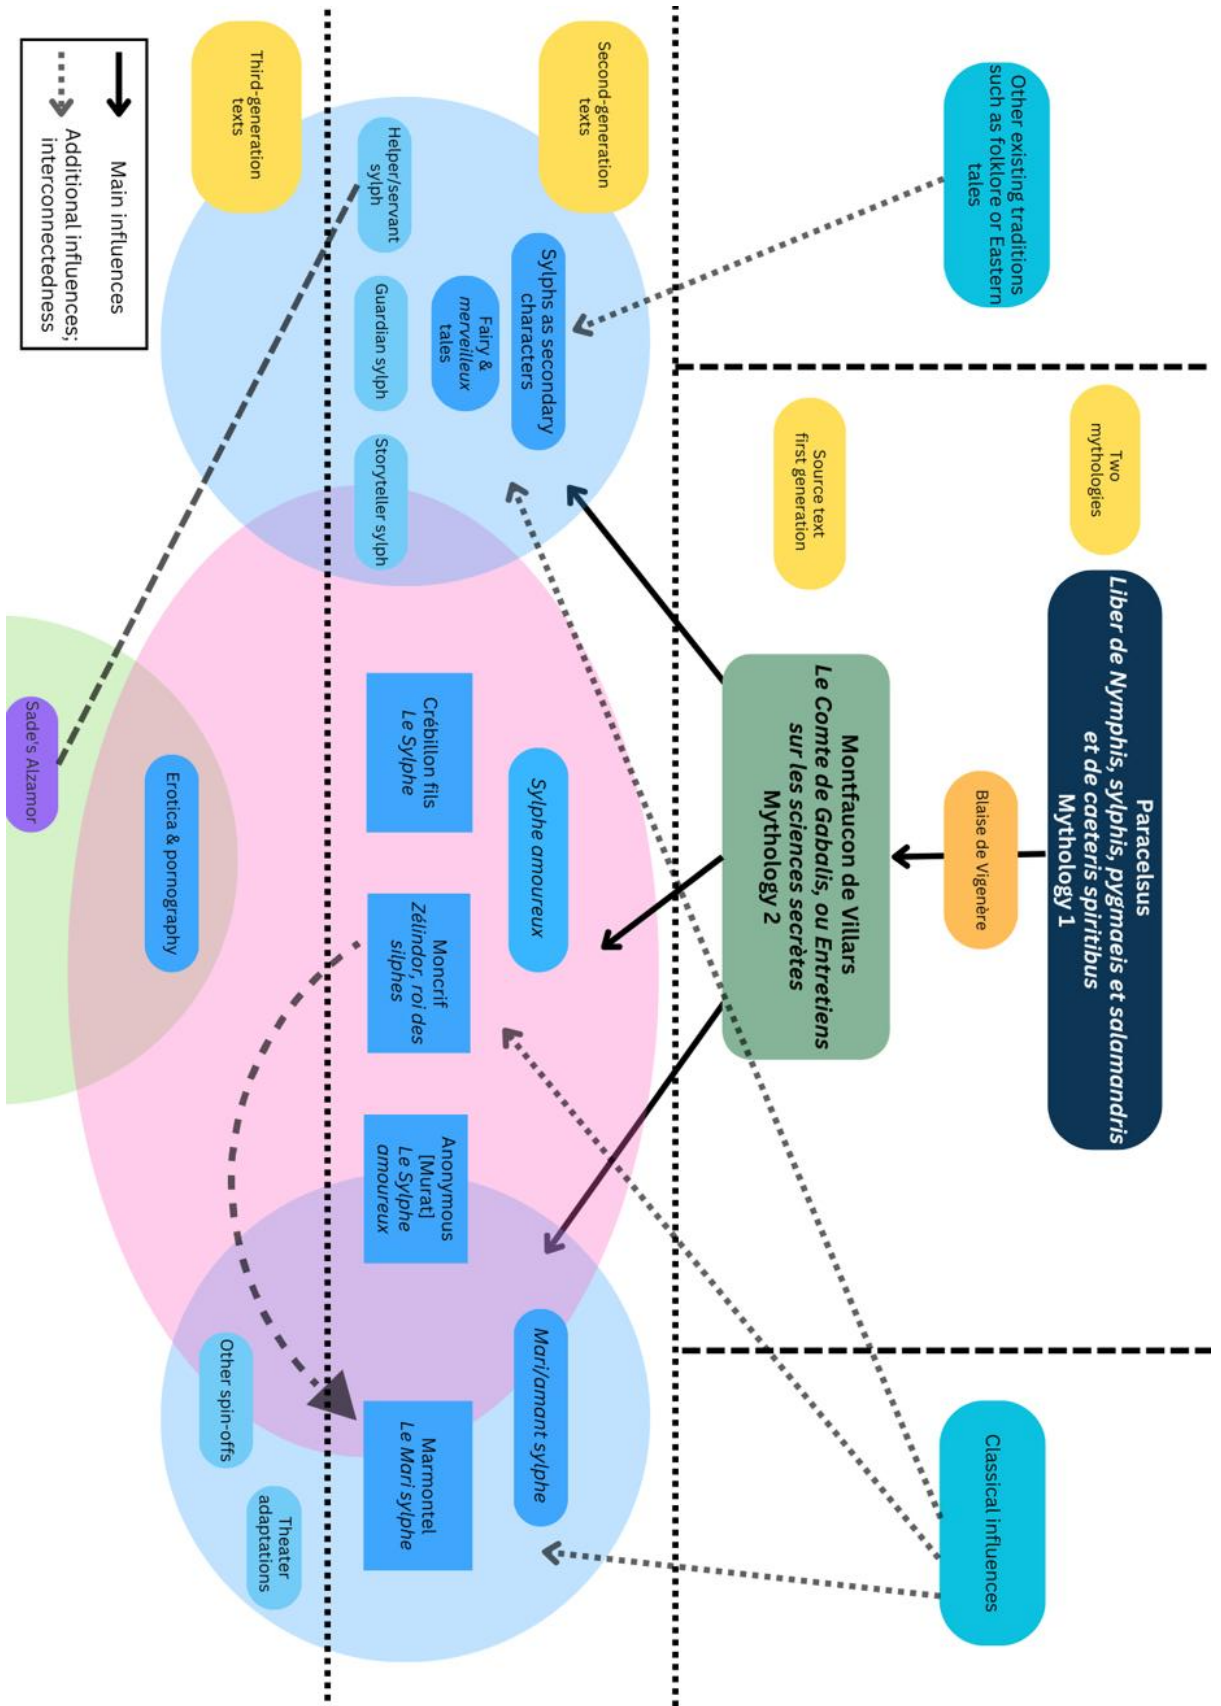 Other existing traditions
such as folklore or Eastern
tales
Two
mythologies
Paracelsus
Liber de Nymphis, sylphis, pygmaeis et salamandris
et de caeteris spiritibus
Mythology 1
Blaise de Vigenère
Source text
first generation
Montfaucon de Villars
Le Comte de Gabalis, ou Entretiens
sur les sciences secrètes
Mythology 2
Classical influences
Second-generation
texts
Sylphs as secondary
characters
Fairy &
merveilleux
tales
Helper/servant
sylph
Guardian sylph
Storyteller sylph
Sylphe amoureux
Crébillon fils
Le Sylphe
Moncrif
Zélindor, roi des
silphes
Anonymous
[Murat]
Le Sylphe
amoureux
Mari/amant sylphe
Marmontel
Le Mari sylphe
Third-generation
texts
Erotica & pornography
Sade's Alzamor
Other spin-offs
Theater
adaptations
Main influences
Additional influences;
interconnectedness